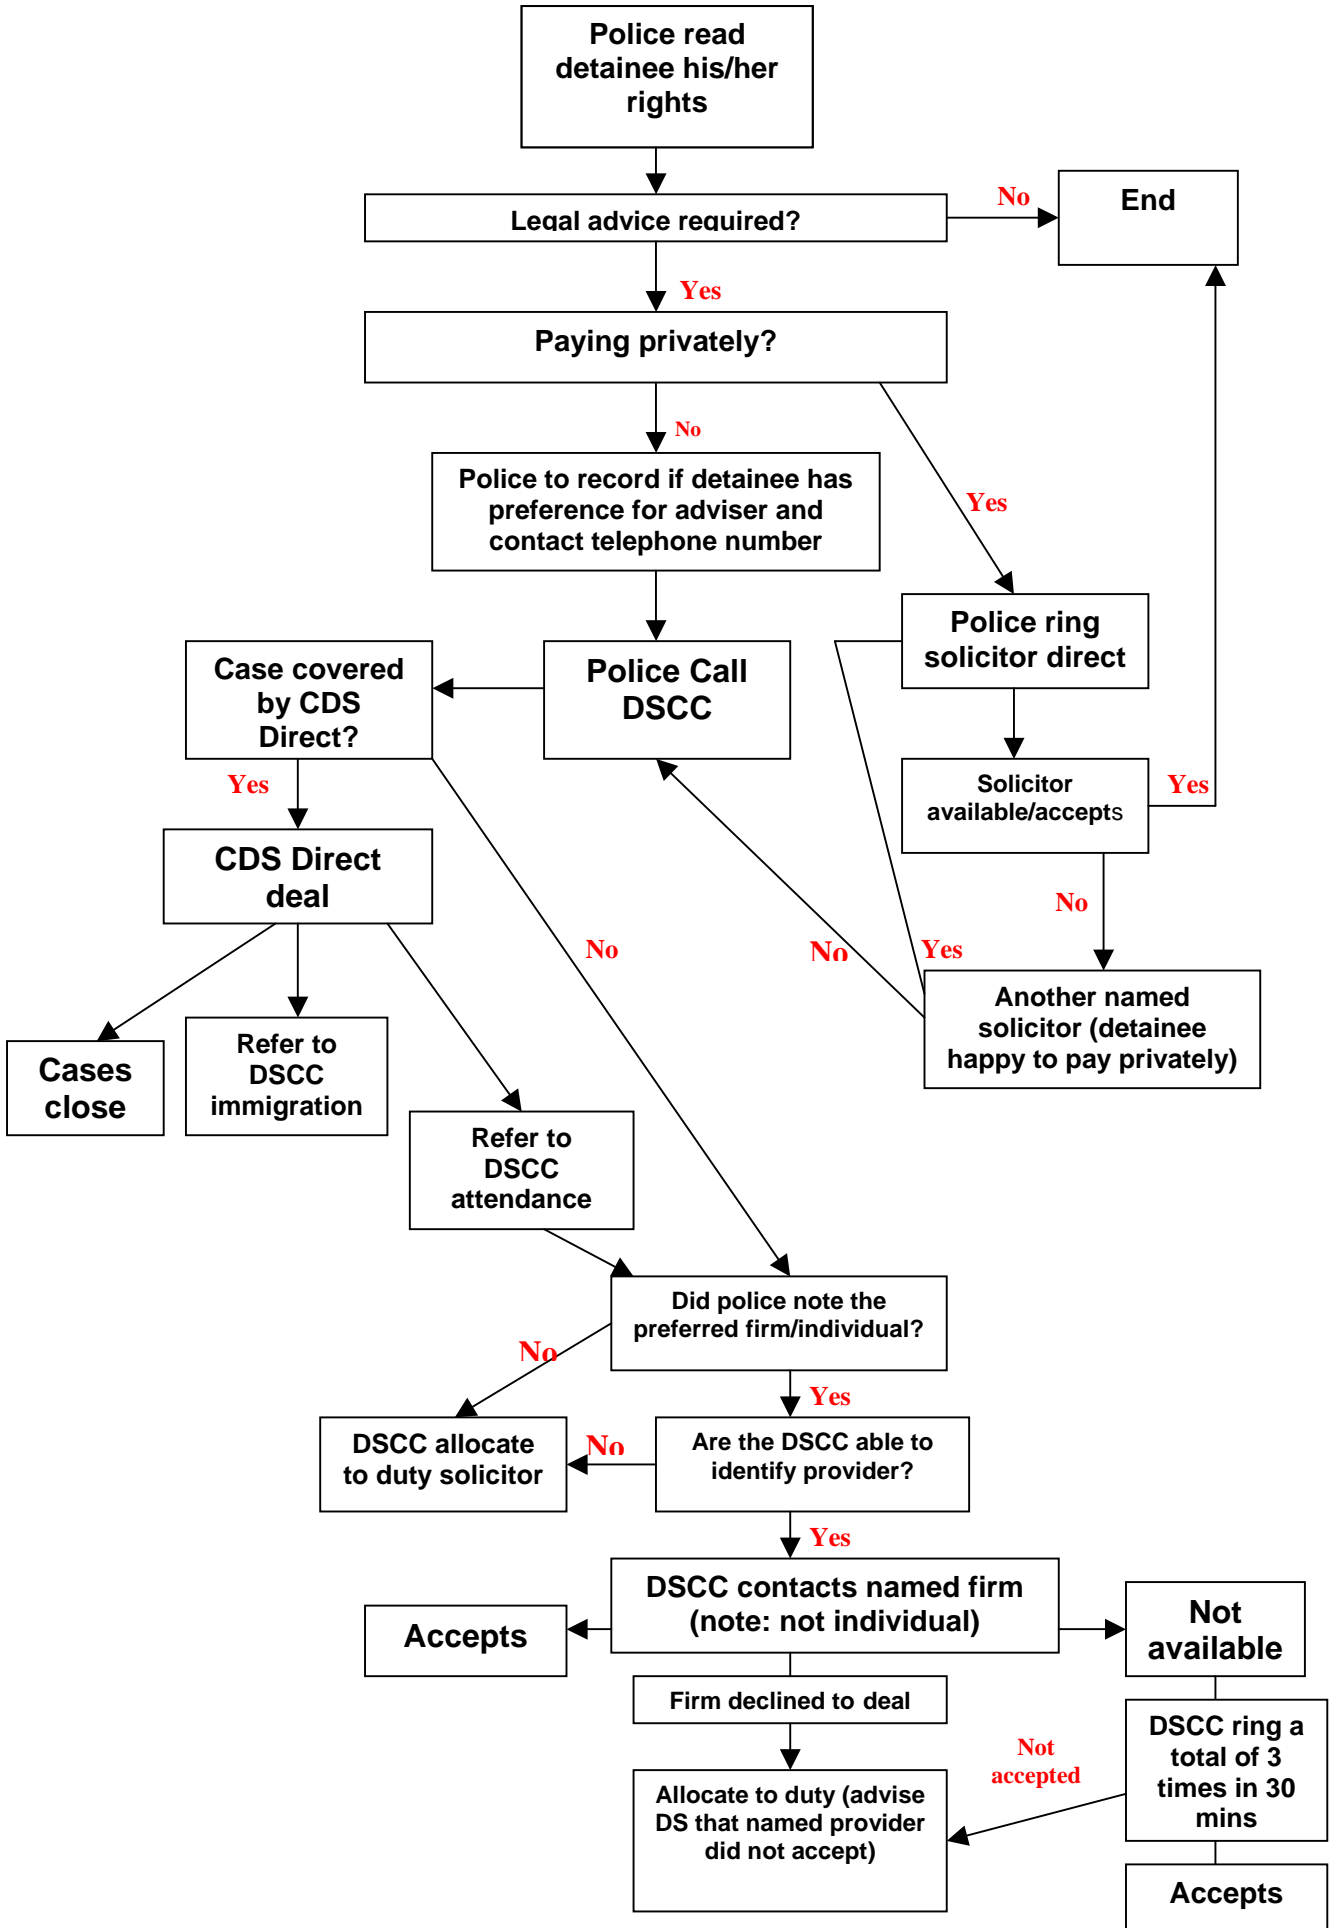 Police read
detainee his/her
rights
Legal advice required?
No
End
Yes
Paying privately?
No
Yes
Police to record if detainee has
preference for adviser and
contact telephone number
Police ring
solicitor direct
Case covered
by CDS
Direct?
Police Call
DSCC
Solicitor
available/accepts
Yes
Yes
No
CDS Direct
deal
No
No
Yes
Another named
solicitor (detainee
happy to pay privately)
Cases
close
Refer to
DSCC
immigration
Refer to
DSCC
attendance
Did police note the
preferred firm/individual?
No
Yes
DSCC allocate
to duty solicitor
No
Are the DSCC able to
identify provider?
Yes
DSCC contacts named firm
(note: not individual)
Accepts
Not
available
Firm declined to deal
DSCC ring a
total of 3
times in 30
mins
Not
accepted
Allocate to duty (advise
DS that named provider
did not accept)
Accepts